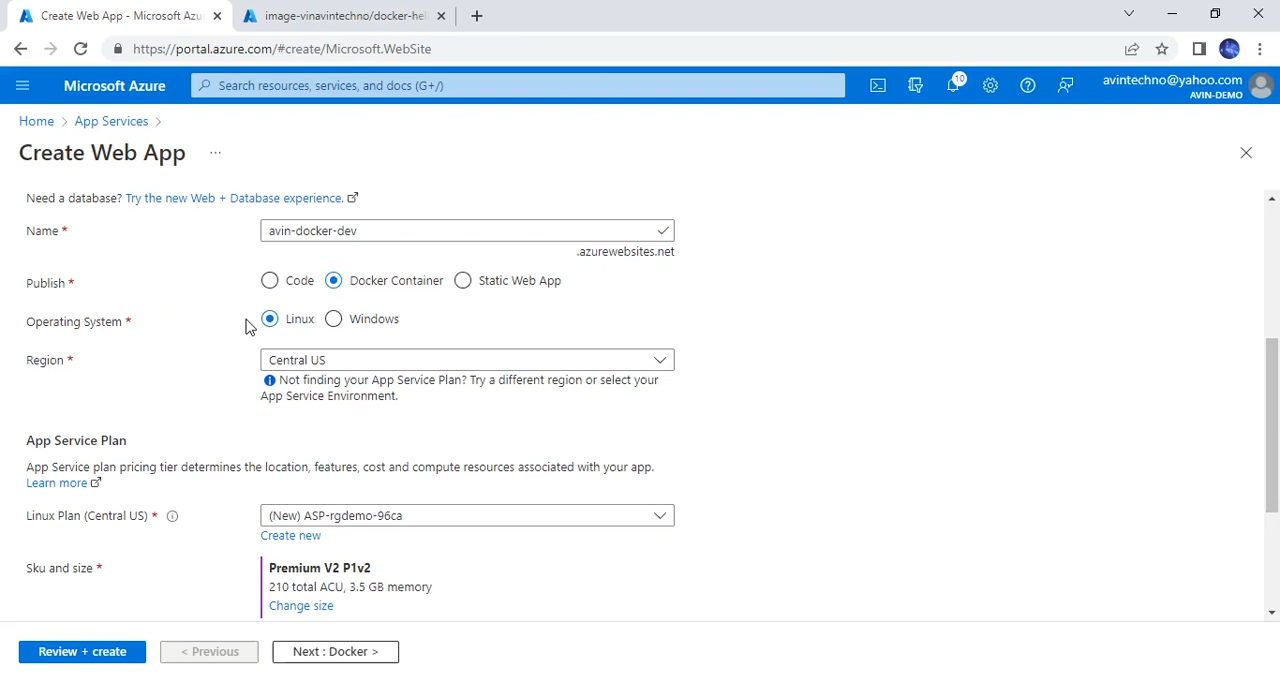 Create Web App - Microsoft Azu
image-vinavintechno/docker-hel
https://portal.azure.com/#create/Microsoft.WebSite
Microsoft Azure
Search resources, services, and docs (G+/)
10
avintechno@yahoo.com
AVIN-DEMO
Home > App Services >
Create Web App ...
Need a database? Try the new Web + Database experience.
Name *
avin-docker-dev
.azurewebsites.net
Publish *
Code Docker Container Static Web App
Operating System *
Linux Windows
Region *
Central US
Not finding your App Service Plan? Try a different region or select your
App Service Environment.
App Service Plan
App Service plan pricing tier determines the location, features, cost and compute resources associated with your app.
Learn more
Linux Plan (Central US) *
(New) ASP-rgdemo-96ca
Create new
Sku and size *
Premium V2 P1v2
210 total ACU, 3.5 GB memory
Change size
Review + create
< Previous
Next : Docker >